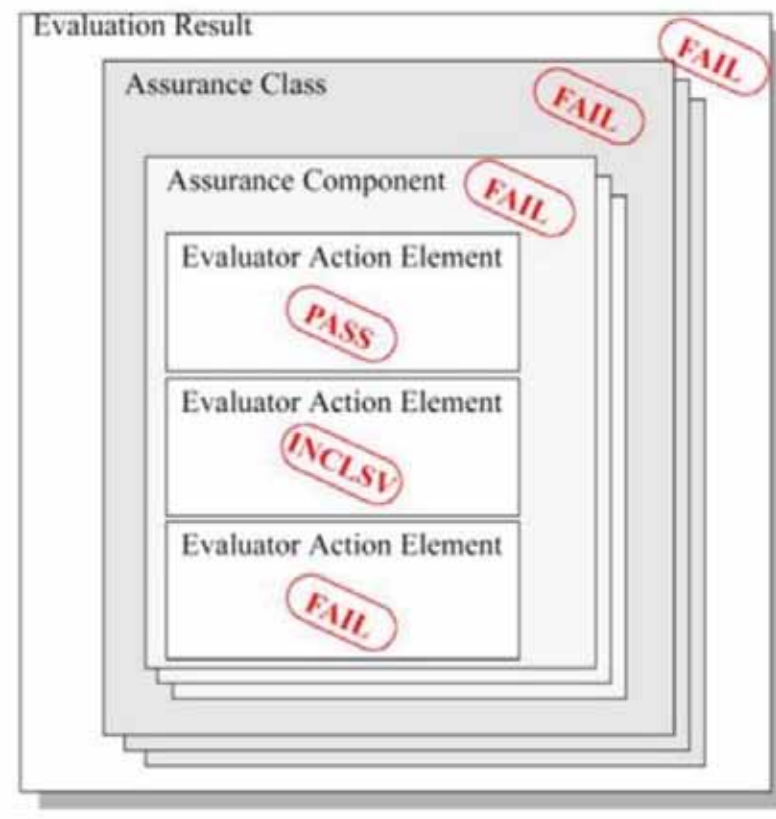 Evaluation Result
FAIL
Assurance Class
FAIL
Assurance Component
FAIL
Evaluator Action Element
PASS
Evaluator Action Element
INCLSV
Evaluator Action Element
FAIL